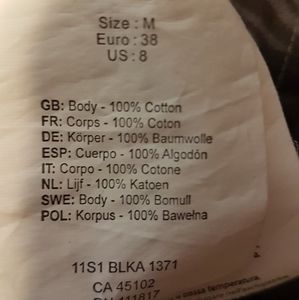 Size : M
Euro : 38
US : 8
GB: Body - 100% Cotton
FR: Corps - 100% Coton
DE: Körper - 100% Baumwolle
ESP: Cuerpo - 100% Algodón
IT: Corpo - 100% Cotone
NL: Lijf - 100% Katoen
SWE: Body - 100% Bomull
POL: Korpus - 100% Bawełna
11S1 BLKA 1371
CA 45102
411817
temperatura